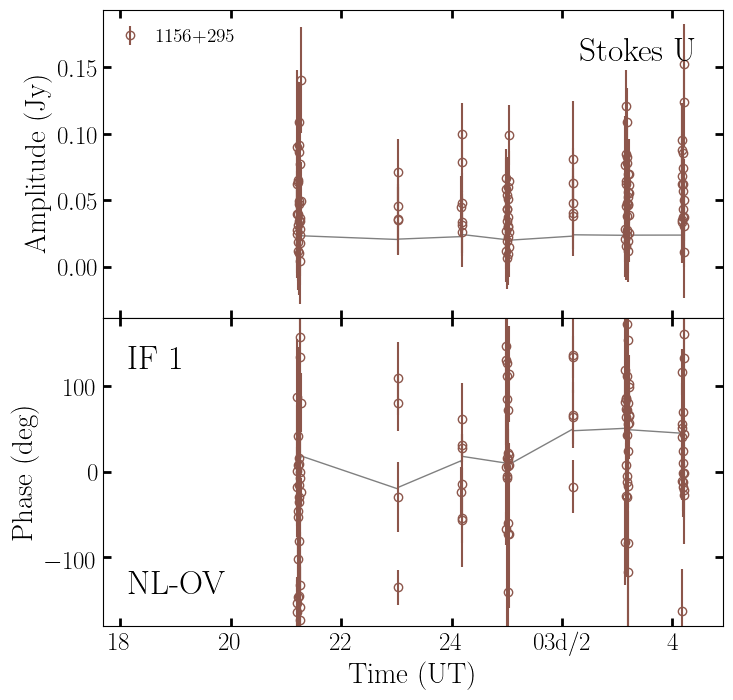 1156+295
Stokes U
0.15
0.10
0.05
0.00
Amplitude (Jy)
IF 1
100
0
−100
Phase (deg)
NL-OV
18 20 22 24 03d/2 4
Time (UT)